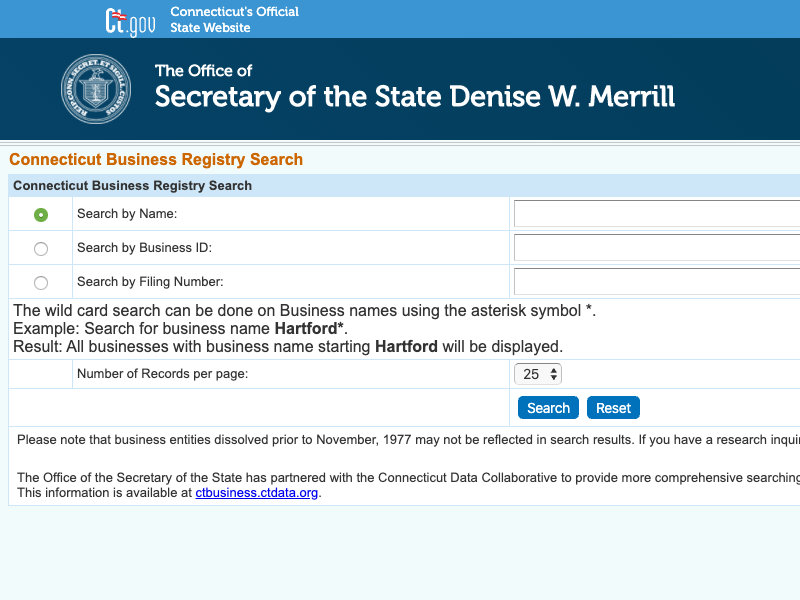 Ct.gov
Connecticut's Official
State Website
The Office of
Secretary of the State Denise W. Merrill
Connecticut Business Registry Search
Connecticut Business Registry Search
Search by Name:
Search by Business ID:
Search by Filing Number:
The wild card search can be done on Business names using the asterisk symbol *.
Example: Search for business name Hartford*.
Result: All businesses with business name starting Hartford will be displayed.
Number of Records per page:
25
Search
Reset
Please note that business entities dissolved prior to November, 1977 may not be reflected in search results. If you have a research
The Office of the Secretary of the State has partnered with the Connecticut Data Collaborative to provide more comprehensive searching
This information is available at ctbusiness.ctdata.org.